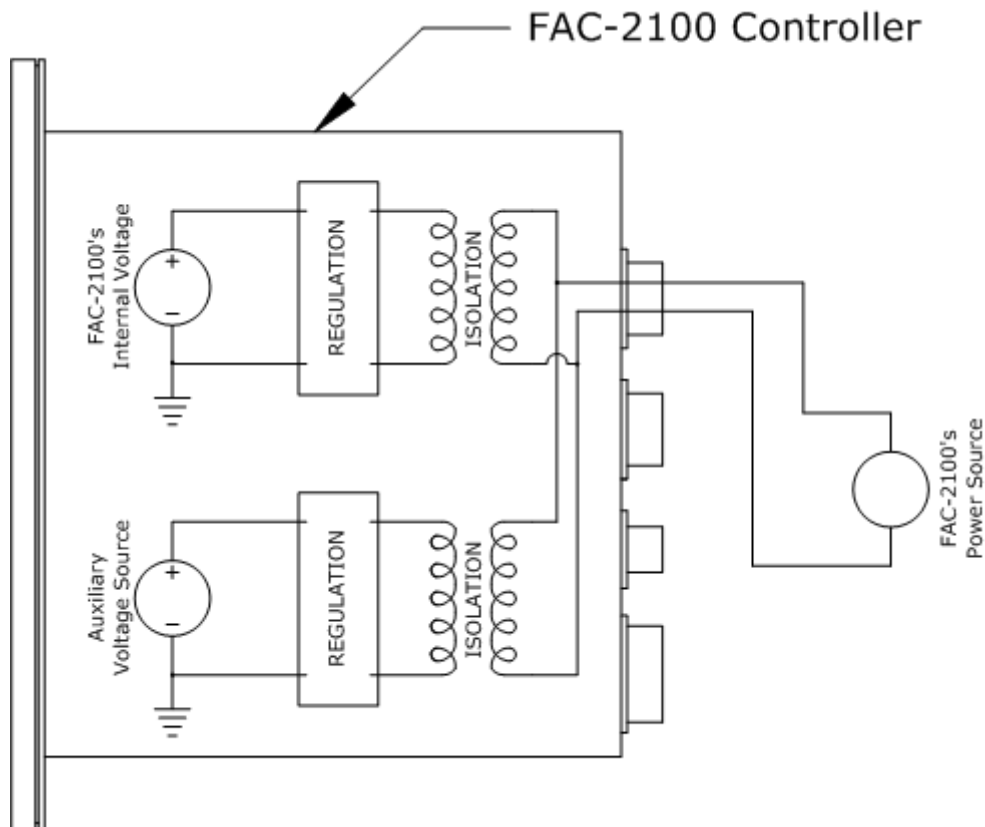 FAC-2100 Controller
FAC-2100's
Internal Voltage
+
−
REGULATION
ISOLATION
Auxiliary
Voltage Source
+
−
REGULATION
ISOLATION
FAC-2100's
Power Source